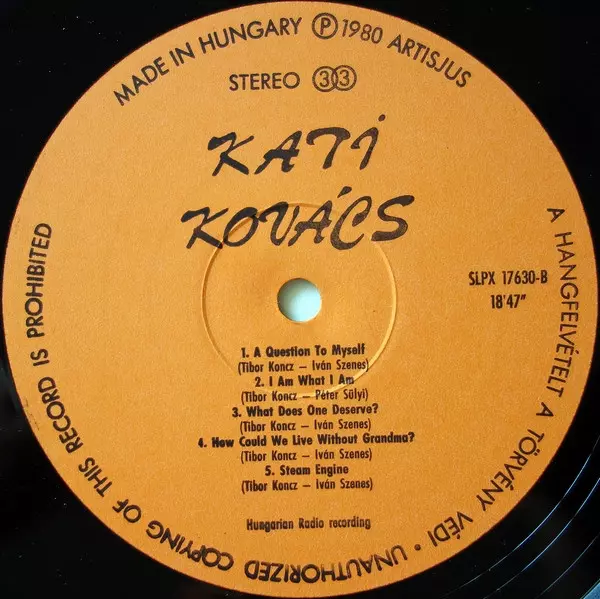 MADE IN HUNGARY Ⓟ 1980 ARTISJUS
STEREO 33
KATI
KOVÁCS
SLPX 17630-B
18'47"
1. A Question To Myself
(Tibor Koncz – Iván Szenes)
2. I Am What I Am
(Tibor Koncz – Péter Sülyi)
3. What Does One Deserve?
(Tibor Koncz – Iván Szenes)
4. How Could We Live Without Grandma?
(Tibor Koncz – Iván Szenes)
5. Steam Engine
(Tibor Koncz – Iván Szenes)
Hungarian Radio recording
A HANGFELVÉTELT A TÖRVÉNY VÉDI · UNAUTHORIZED COPYING OF THIS RECORD IS PROHIBITED